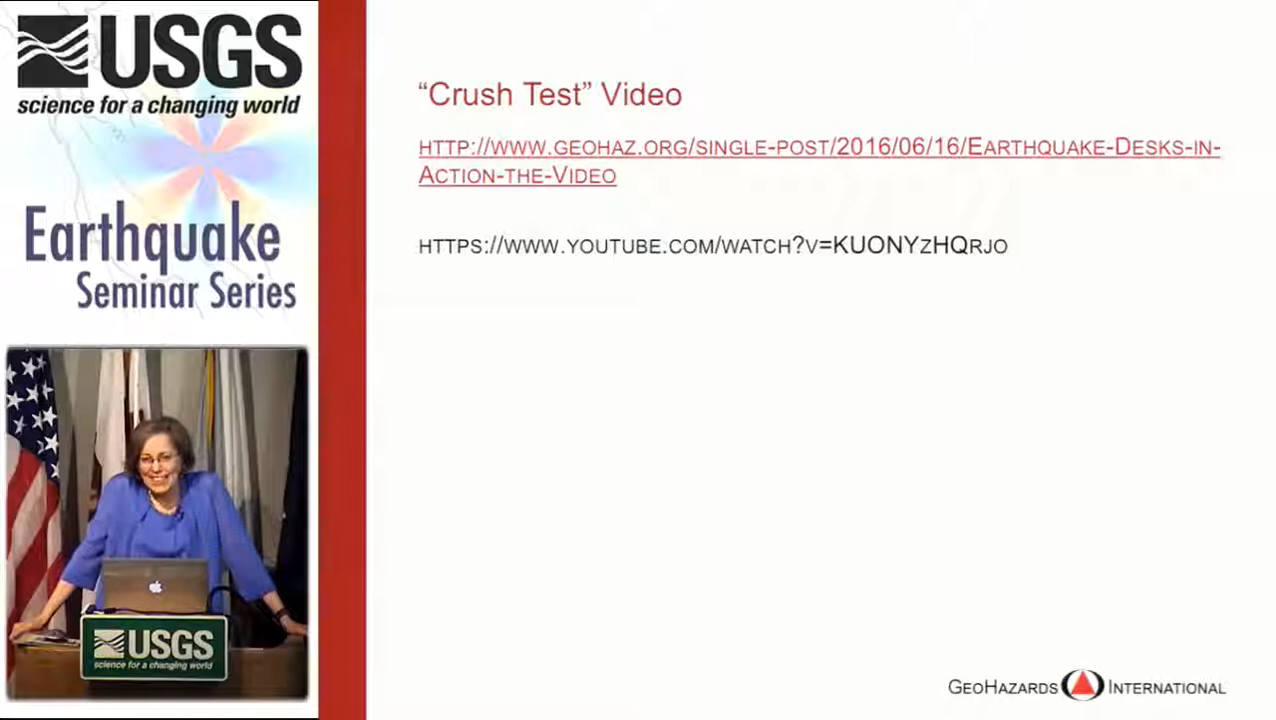 USGS
science for a changing world
Earthquake
Seminar Series
USGS
science for a changing world
“Crush Test” Video
HTTP://WWW.GEOHAZ.ORG/SINGLE-POST/2016/06/16/EARTHQUAKE-DESKS-IN-
ACTION-THE-VIDEO
HTTPS://WWW.YOUTUBE.COM/WATCH?V=KUONYZHQRJO
GEOHAZARDS INTERNATIONAL